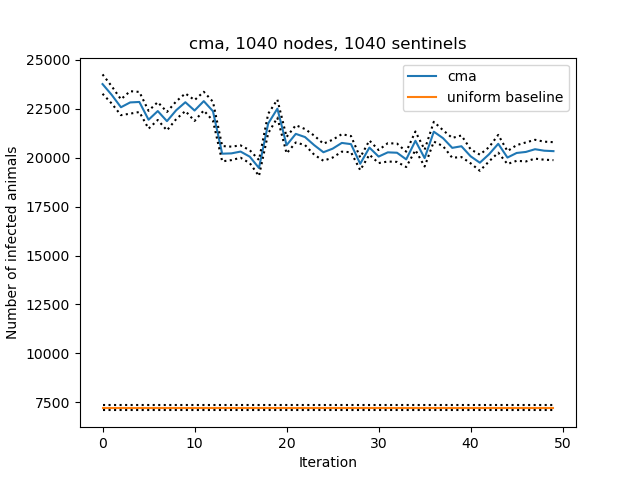 cma, 1040 nodes, 1040 sentinels
25000
22500
20000
17500
15000
12500
10000
7500
Number of infected animals
cma
uniform baseline
0 10 20 30 40 50
Iteration